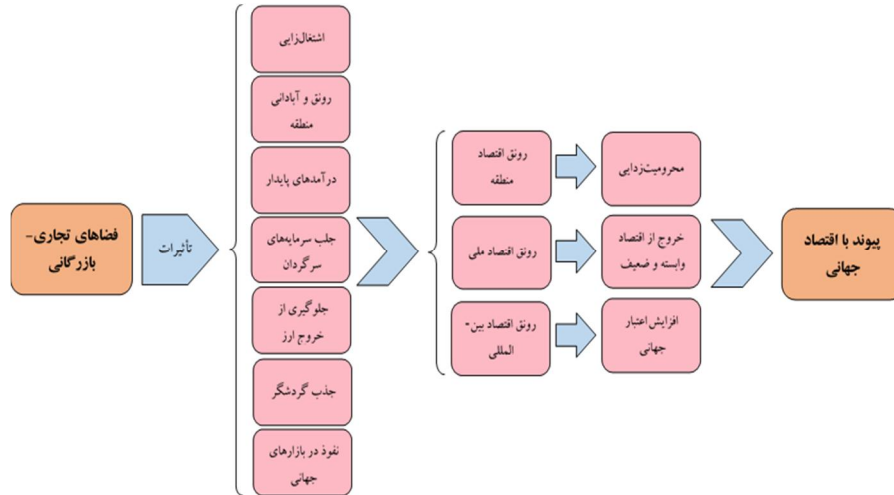 فضاهای تجاری-
بازرگانی
تأثیرات
اشتغال‌زایی
رونق و آبادانی
منطقه
درآمدهای پایدار
جلب سرمایه‌های
سرگردان
جلوگیری از
خروج ارز
جذب گردشگر
نفوذ در بازارهای
جهانی
رونق اقتصاد
منطقه
محرومیت‌زدایی
رونق اقتصاد ملی
خروج از اقتصاد
وابسته و ضعیف
رونق اقتصاد بین-
المللی
افزایش اعتبار
جهانی
پیوند با اقتصاد
جهانی